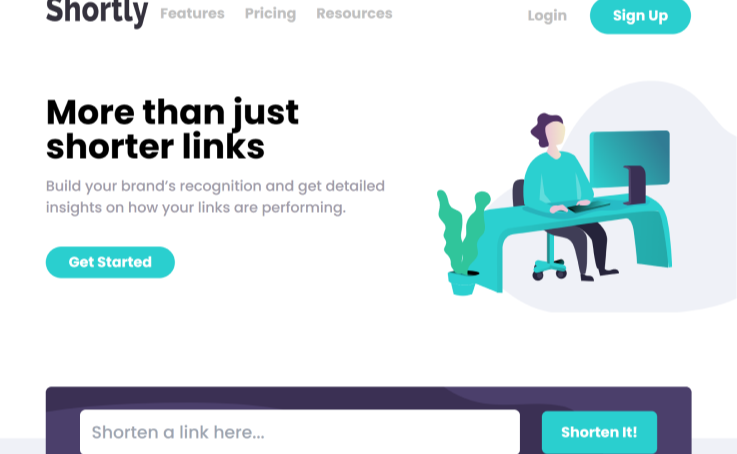 Shortly Features Pricing Resources Login Sign Up
More than just
shorter links
Build your brand’s recognition and get detailed
insights on how your links are performing.
Get Started
Shorten a link here... Shorten It!